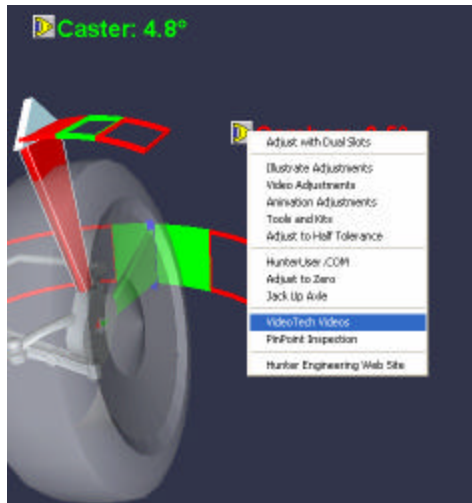 Caster: 4.8°
Adjust with Dual Slots
Illustrate Adjustments
Video Adjustments
Animation Adjustments
Tools and Kits
Adjust to Half Tolerance
HunterUser.COM
Adjust to Zero
Jack Up Axle
VideoTech Videos
PinPoint Inspection
Hunter Engineering Web Site